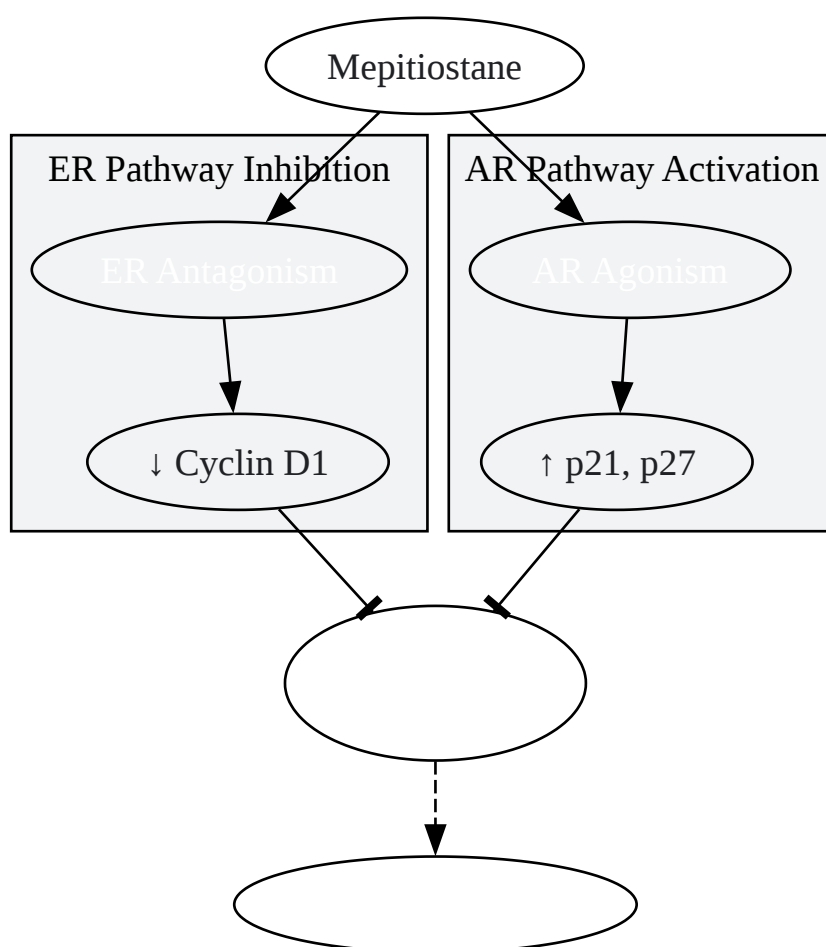 Mepitiostane
ER Pathway Inhibition
AR Pathway Activation
ER Antagonism
AR Agonism
↓ Cyclin D1
↑ p21, p27